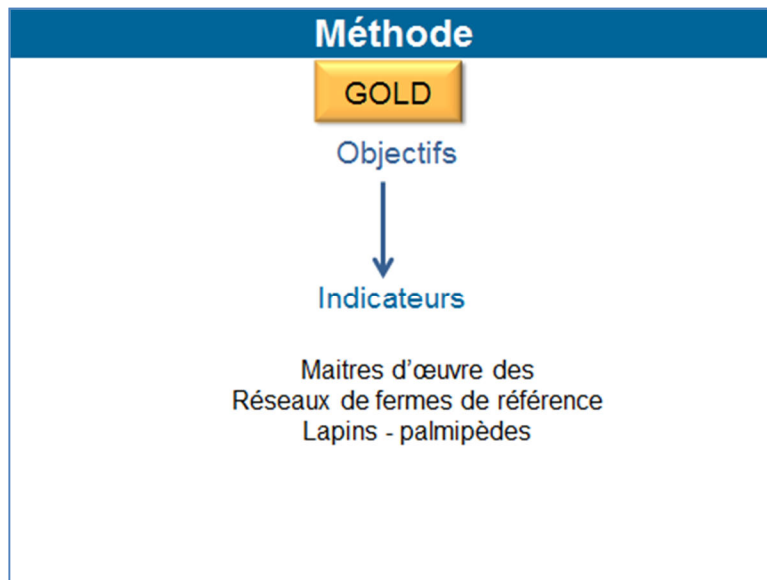 Méthode
GOLD
Objectifs
Indicateurs
Maitres d’œuvre des
Réseaux de fermes de référence
Lapins - palmipèdes